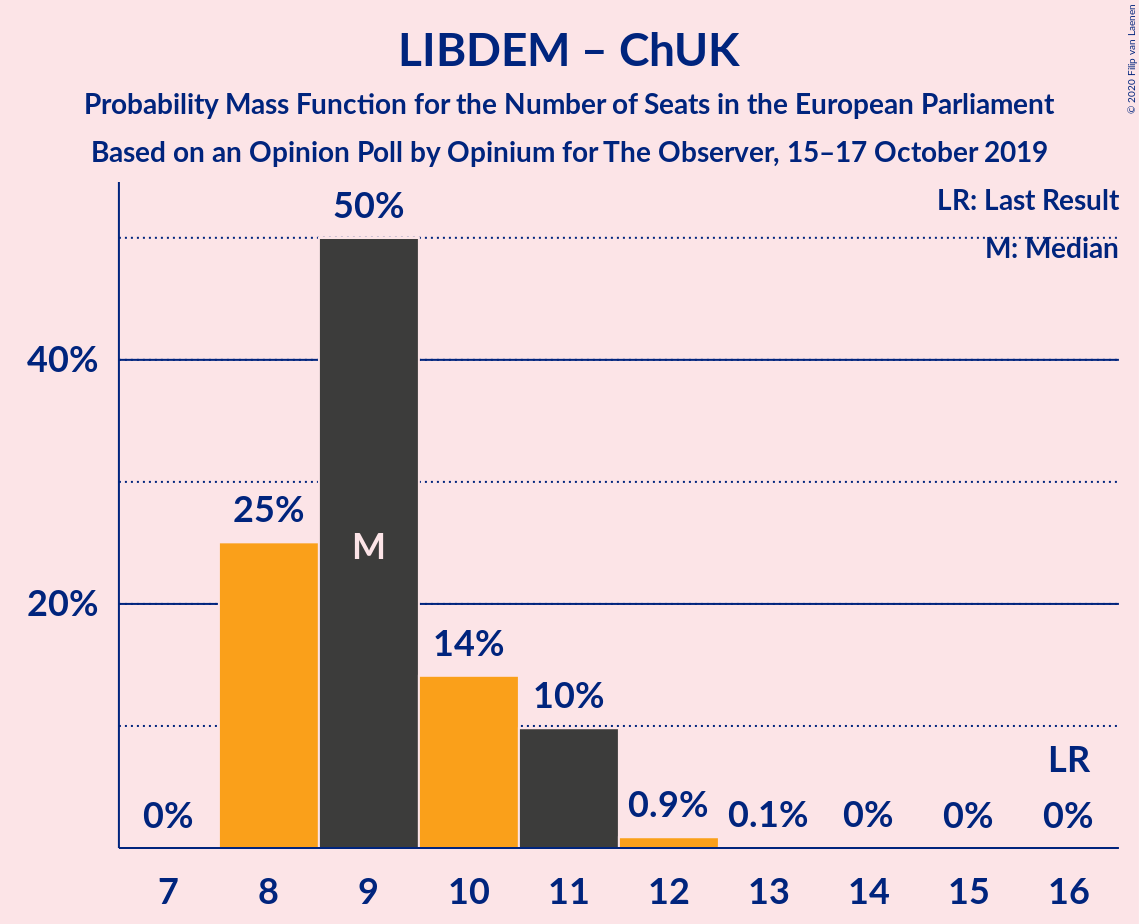 LIBDEM – ChUK
Probability Mass Function for the Number of Seats in the European Parliament
Based on an Opinion Poll by Opinium for The Observer, 15–17 October 2019
© 2020 Filip van Laenen
LR: Last Result
M: Median
50%
40%
25%
M
20%
14%
10%
LR
0%
0.9%
0.1%
0%
0%
0%
7
8
9
10
11
12
13
14
15
16